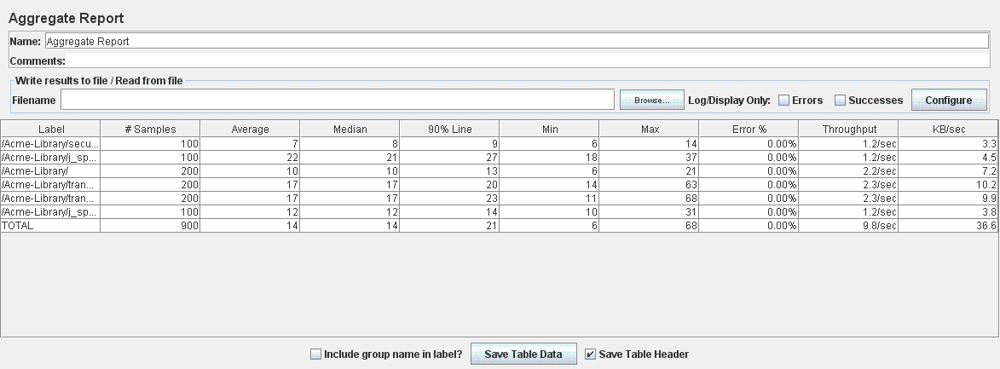 Aggregate Report
Name: Aggregate Report
Comments:
Write results to file / Read from file
Filename Browse... Log/Display Only: Errors Successes Configure
Label # Samples Average Median 90% Line Min Max Error % Throughput KB/sec
/Acme-Library/secu... 100 7 8 9 6 14 0.00% 1.2/sec 3.3
/Acme-Library/j_sp... 100 22 21 27 18 37 0.00% 1.2/sec 4.5
/Acme-Library/ 200 10 10 13 6 21 0.00% 2.2/sec 7.2
/Acme-Library/tran... 200 17 17 20 14 63 0.00% 2.3/sec 10.2
/Acme-Library/tran... 200 17 17 23 11 68 0.00% 2.3/sec 9.9
/Acme-Library/j_sp... 100 12 12 14 10 31 0.00% 1.2/sec 3.8
TOTAL 900 14 14 21 6 68 0.00% 9.8/sec 36.6
Include group name in label? Save Table Data Save Table Header